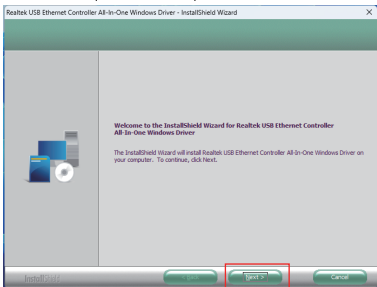 Realtek USB Ethernet Controller All-In-One Windows Driver - InstallShield Wizard
Welcome to the InstallShield Wizard for Realtek USB Ethernet Controller
All-In-One Windows Driver
The InstallShield Wizard will install Realtek USB Ethernet Controller All-In-One Windows Driver on
your computer. To continue, click Next.
InstallShield
< Back
Next >
Cancel